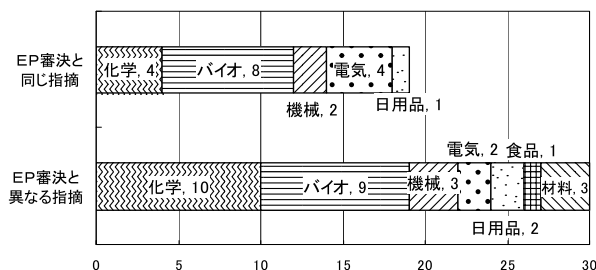 EP審決と
同じ指摘
化学, 4
バイオ, 8
電気, 4
機械, 2
日用品, 1
電気, 2
食品, 1
EP審決と
異なる指摘
化学, 10
バイオ, 9
機械, 3
材料, 3
日用品, 2
0 5 10 15 20 25 30